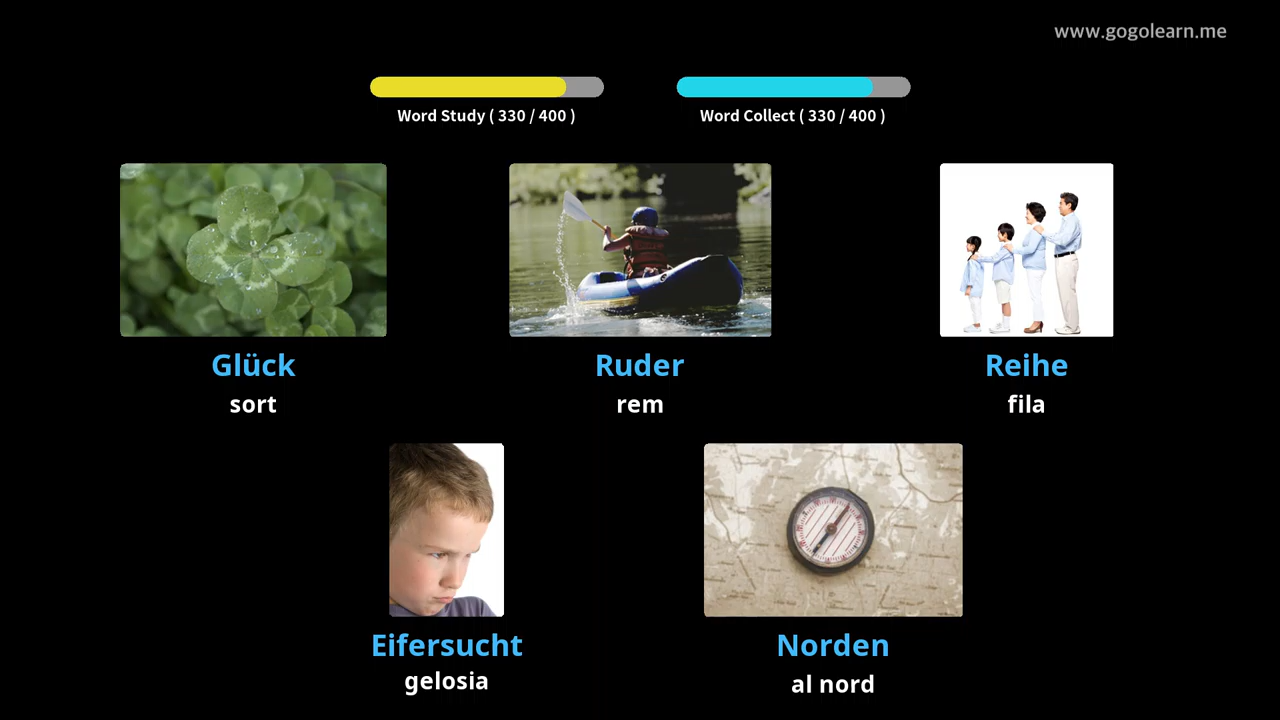 www.gogolearn.me
Word Study ( 330 / 400 )
Word Collect ( 330 / 400 )
Glück
sort
Ruder
rem
Reihe
fila
Eifersucht
gelosia
Norden
al nord